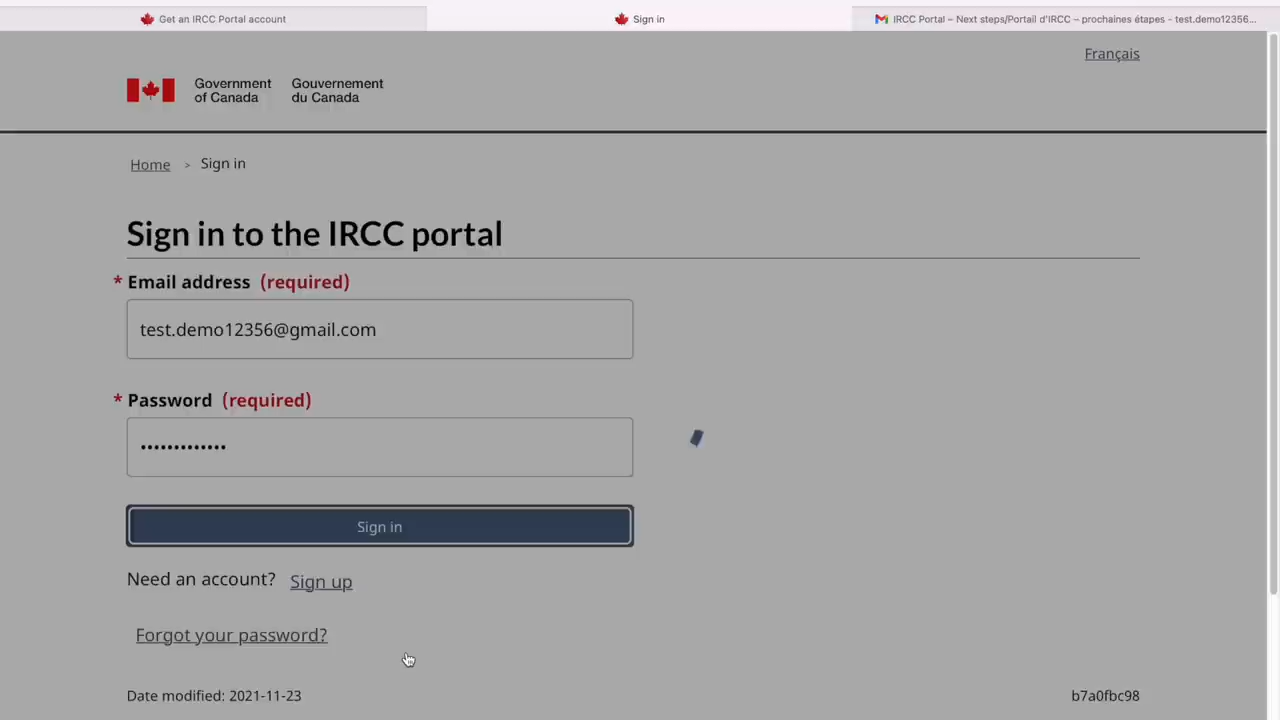 Get an IRCC Portal account
Sign in
IRCC Portal – Next steps/Portail d'IRCC – prochaines étapes - test.demo12356...
Français
Government of Canada
Gouvernement du Canada
Home > Sign in
Sign in to the IRCC portal
* Email address (required)
test.demo12356@gmail.com
* Password (required)
•••••••••••••
Sign in
Need an account? Sign up
Forgot your password?
Date modified: 2021-11-23
b7a0fbc98